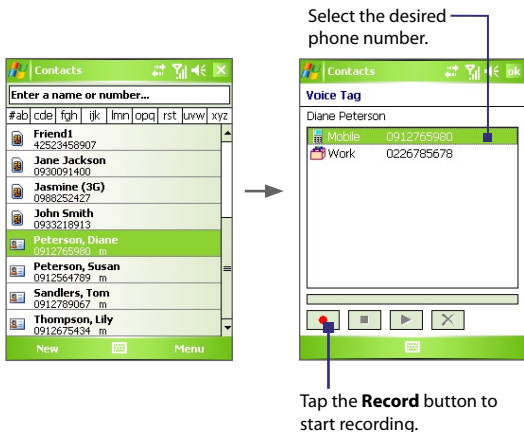 Select the desired
phone number.
Contacts
Enter a name or number...
#ab cde fgh ijk lmn opq rst uvw xyz
Friend1
42523458907
Jane Jackson
0930091400
Jasmine (3G)
0988252427
John Smith
0933218913
Peterson, Diane
0912765980 m
Peterson, Susan
0912564789 m
Sandlers, Tom
0912789067 m
Thompson, Lily
0912675434 m
New Menu
Contacts ok
Voice Tag
Diane Peterson
Mobile 0912765980
Work 0226785678
Tap the Record button to
start recording.